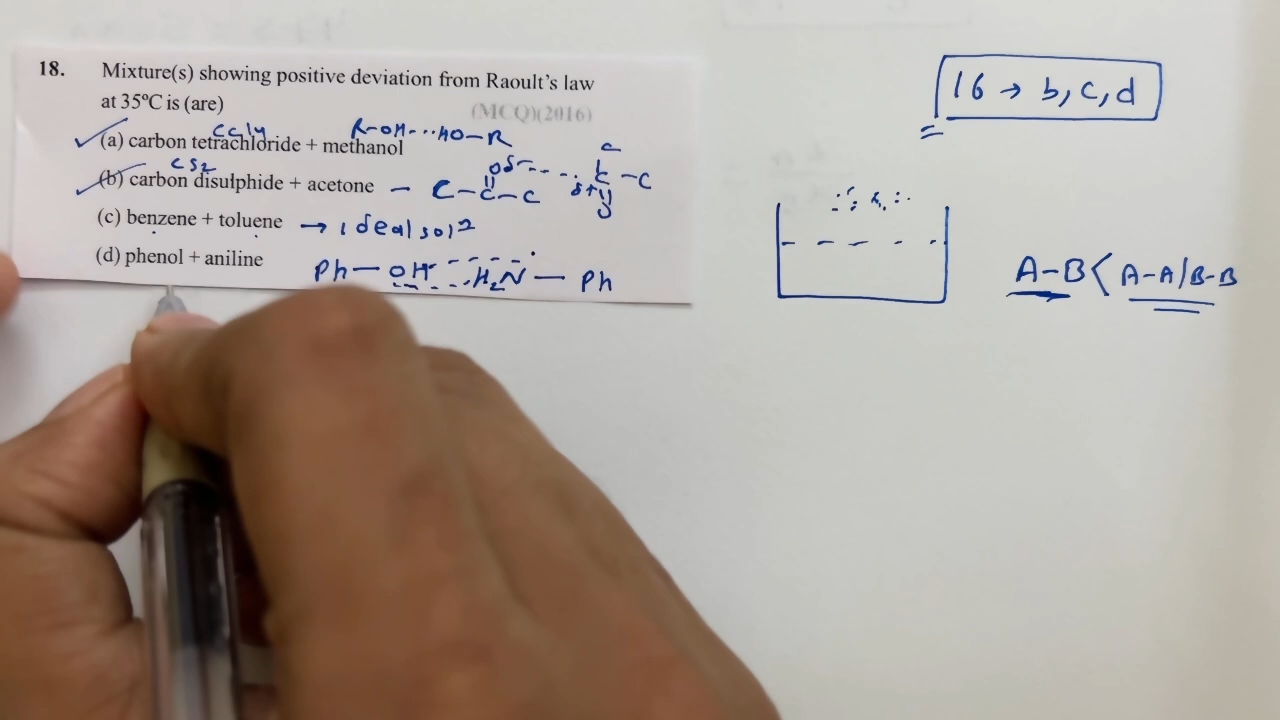 18. Mixture(s) showing positive deviation from Raoult's law
at 35ºC is (are) (MCQ)(2016)
CCl4 R-OH---HO-R
(a) carbon tetrachloride + methanol
CS2
(b) carbon disulphide + acetone - C-C-C
O δ- ---- δ+ C -C
S
(c) benzene + toluene → ideal sol
(d) phenol + aniline
Ph-OH ---- H2N - Ph
16 → b, c, d
A-B < A-A/B-B